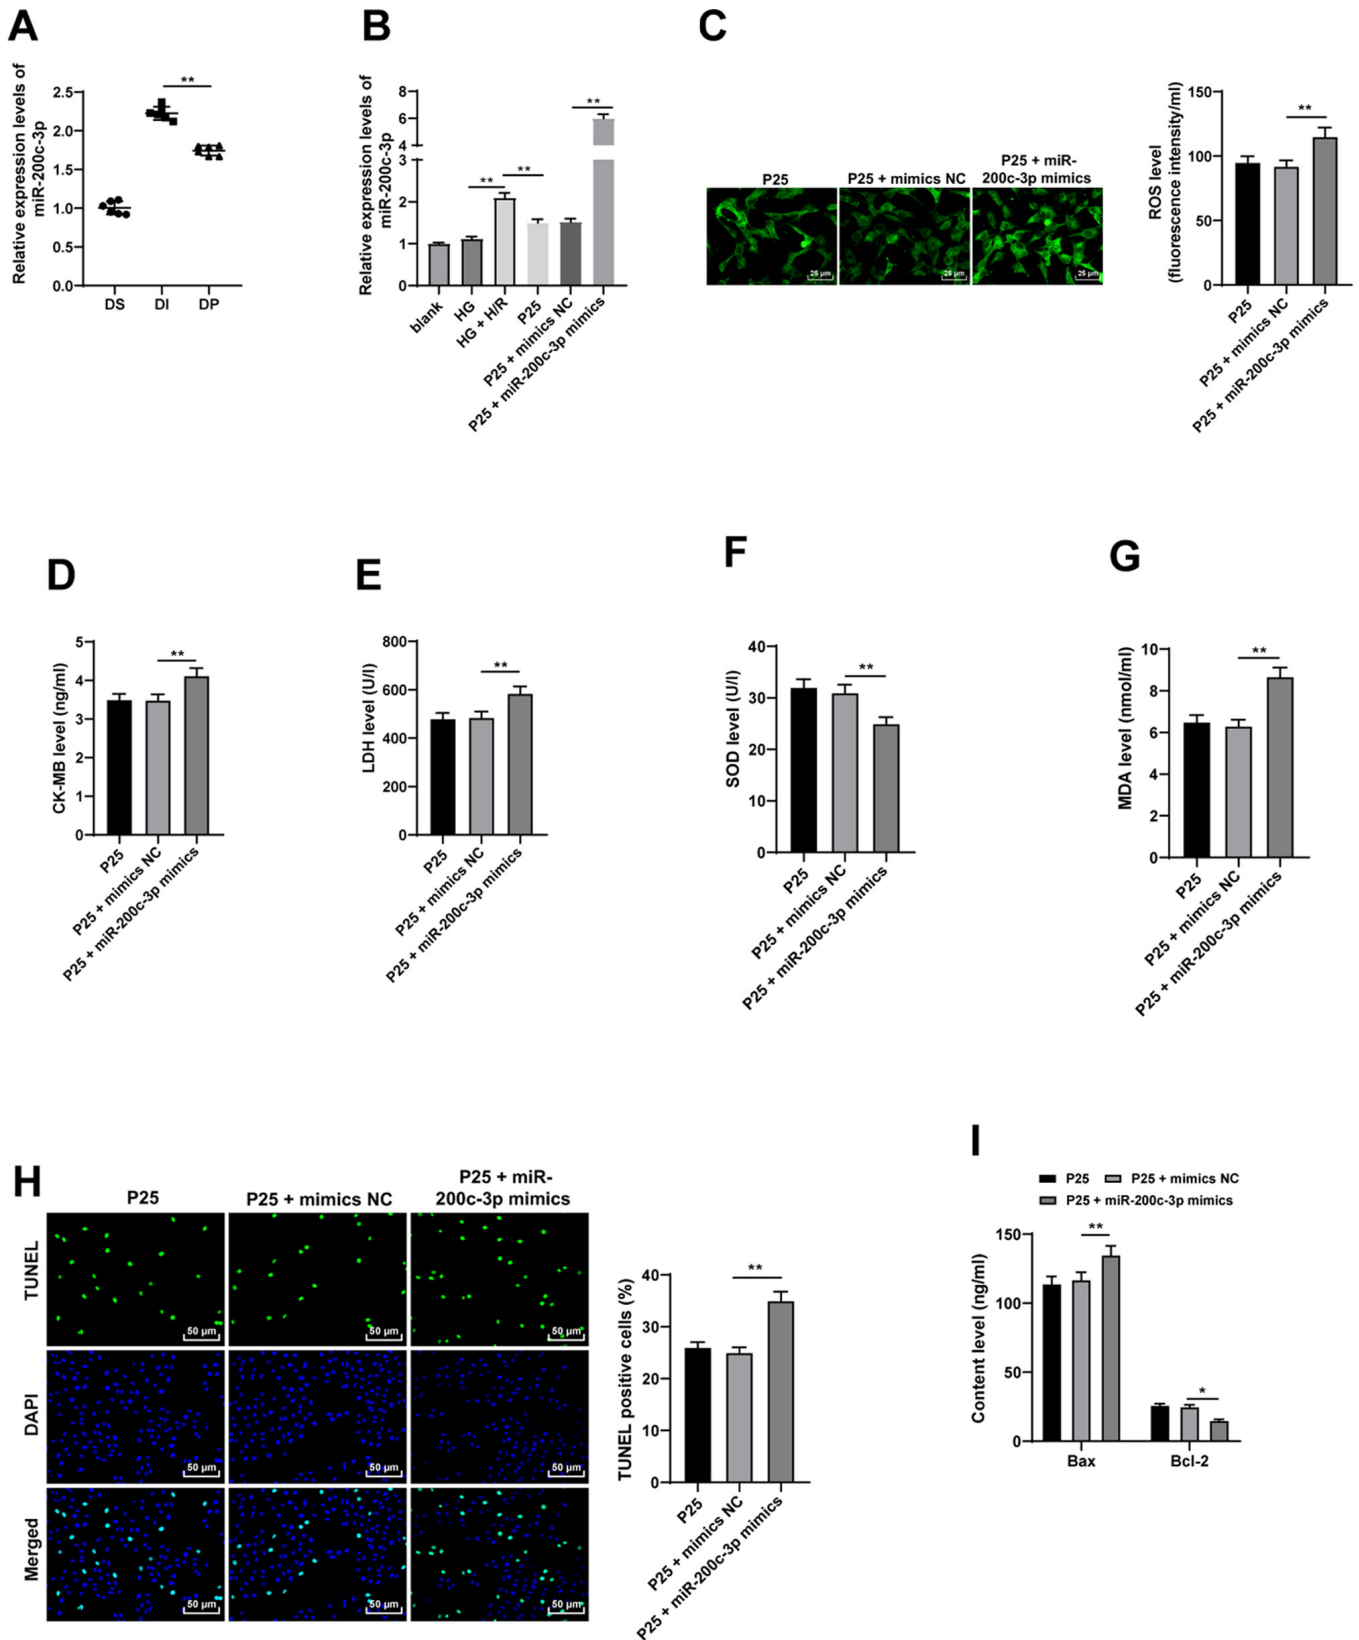 A
Relative expression levels of
miR-200c-3p
2.5
2.0
1.5
1.0
0.5
0.0
**
DS
DI
DP
B
Relative expression levels of
miR-200c-3p
8
6
4
3
2
1
0
**
**
**
blank
HG
HG + H/R
P25
P25 + mimics NC
P25 + miR-200c-3p mimics
C
P25
P25 + mimics NC
P25 + miR-
200c-3p mimics
25 μm
25 μm
25 μm
ROS level
(fluorescence intensity/ml)
150
100
50
0
**
P25
P25 + mimics NC
P25 + miR-200c-3p mimics
D
CK-MB level (ng/ml)
5
4
3
2
1
0
**
P25
P25 + mimics NC
P25 + miR-200c-3p mimics
E
LDH level (U/l)
800
600
400
200
0
**
P25
P25 + mimics NC
P25 + miR-200c-3p mimics
F
SOD level (U/l)
40
30
20
10
0
**
P25
P25 + mimics NC
P25 + miR-200c-3p mimics
G
MDA level (nmol/ml)
10
8
6
4
2
0
**
P25
P25 + mimics NC
P25 + miR-200c-3p mimics
H
P25
P25 + mimics NC
P25 + miR-
200c-3p mimics
TUNEL
50 μm
50 μm
50 μm
DAPI
50 μm
50 μm
50 μm
Merged
50 μm
50 μm
50 μm
TUNEL positive cells (%)
40
30
20
10
0
**
P25
P25 + mimics NC
P25 + miR-200c-3p mimics
I
P25
P25 + mimics NC
P25 + miR-200c-3p mimics
Content level (ng/ml)
150
100
50
0
**
*
Bax
Bcl-2